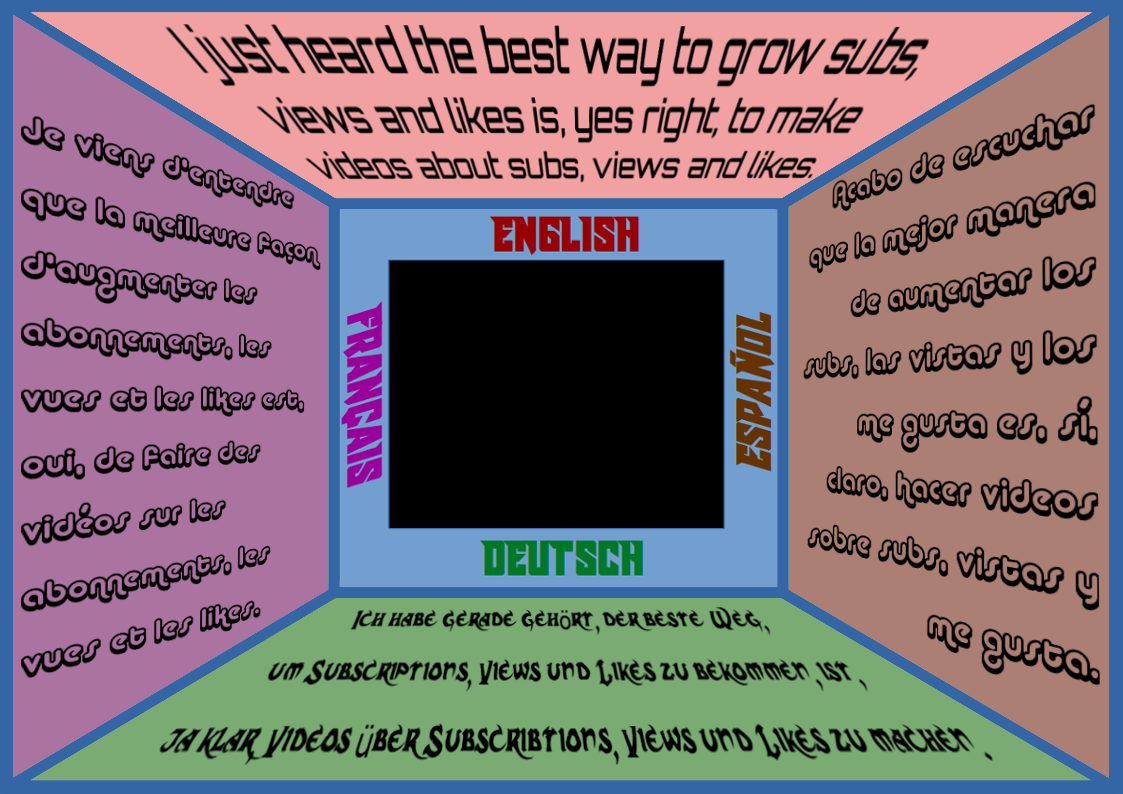 I just heard the best way to grow subs,
views and likes is, yes right, to make
videos about subs, views and likes.
Je viens d'entendre
que la meilleure façon
d'augmenter les
abonnements, les
vues et les likes est,
oui, de faire des
vidéos sur les
abonnements, les
vues et les likes.
ENGLISH
FRANÇAIS
ESPAÑOL
DEUTSCH
Acabo de escuchar
que la mejor manera
de aumentar los
subs, las vistas y los
me gusta es, sí,
claro, hacer videos
sobre subs, vistas y
me gusta.
Ich habe gerade gehört, der beste Weg,,
um Subscriptions, Views und Likes zu bekommen ,ist ,
ja klar Videos über Subscribtions, Views und Likes zu machen .